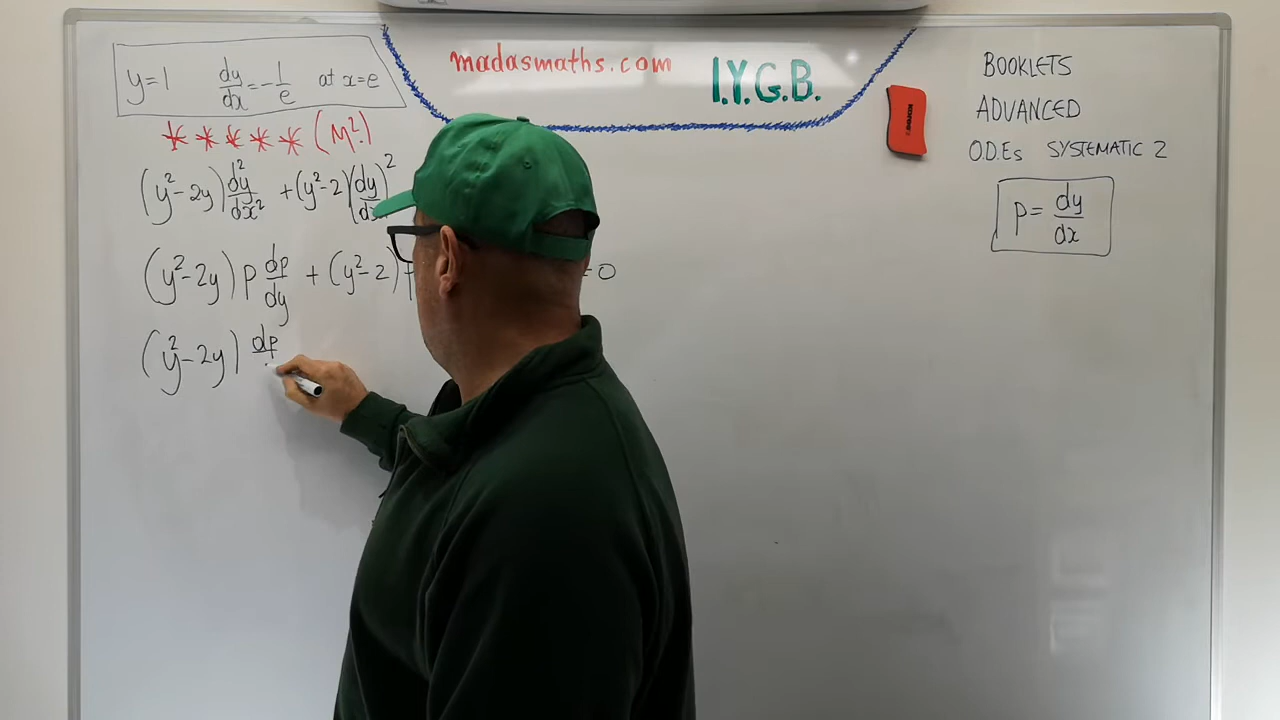 y=1 dy/dx=-1/e at x=e
madasmaths.com
I.Y.G.B.
BOOKLETS
ADVANCED
O.D.Es SYSTEMATIC 2
P=dy/dx
***** (M²)
(y²-2y)d²y/dx² +(y²-2)(dy/dx)²
(y²-2y)p dp/dy + (y²-2)p =0
(y²-2y) dp